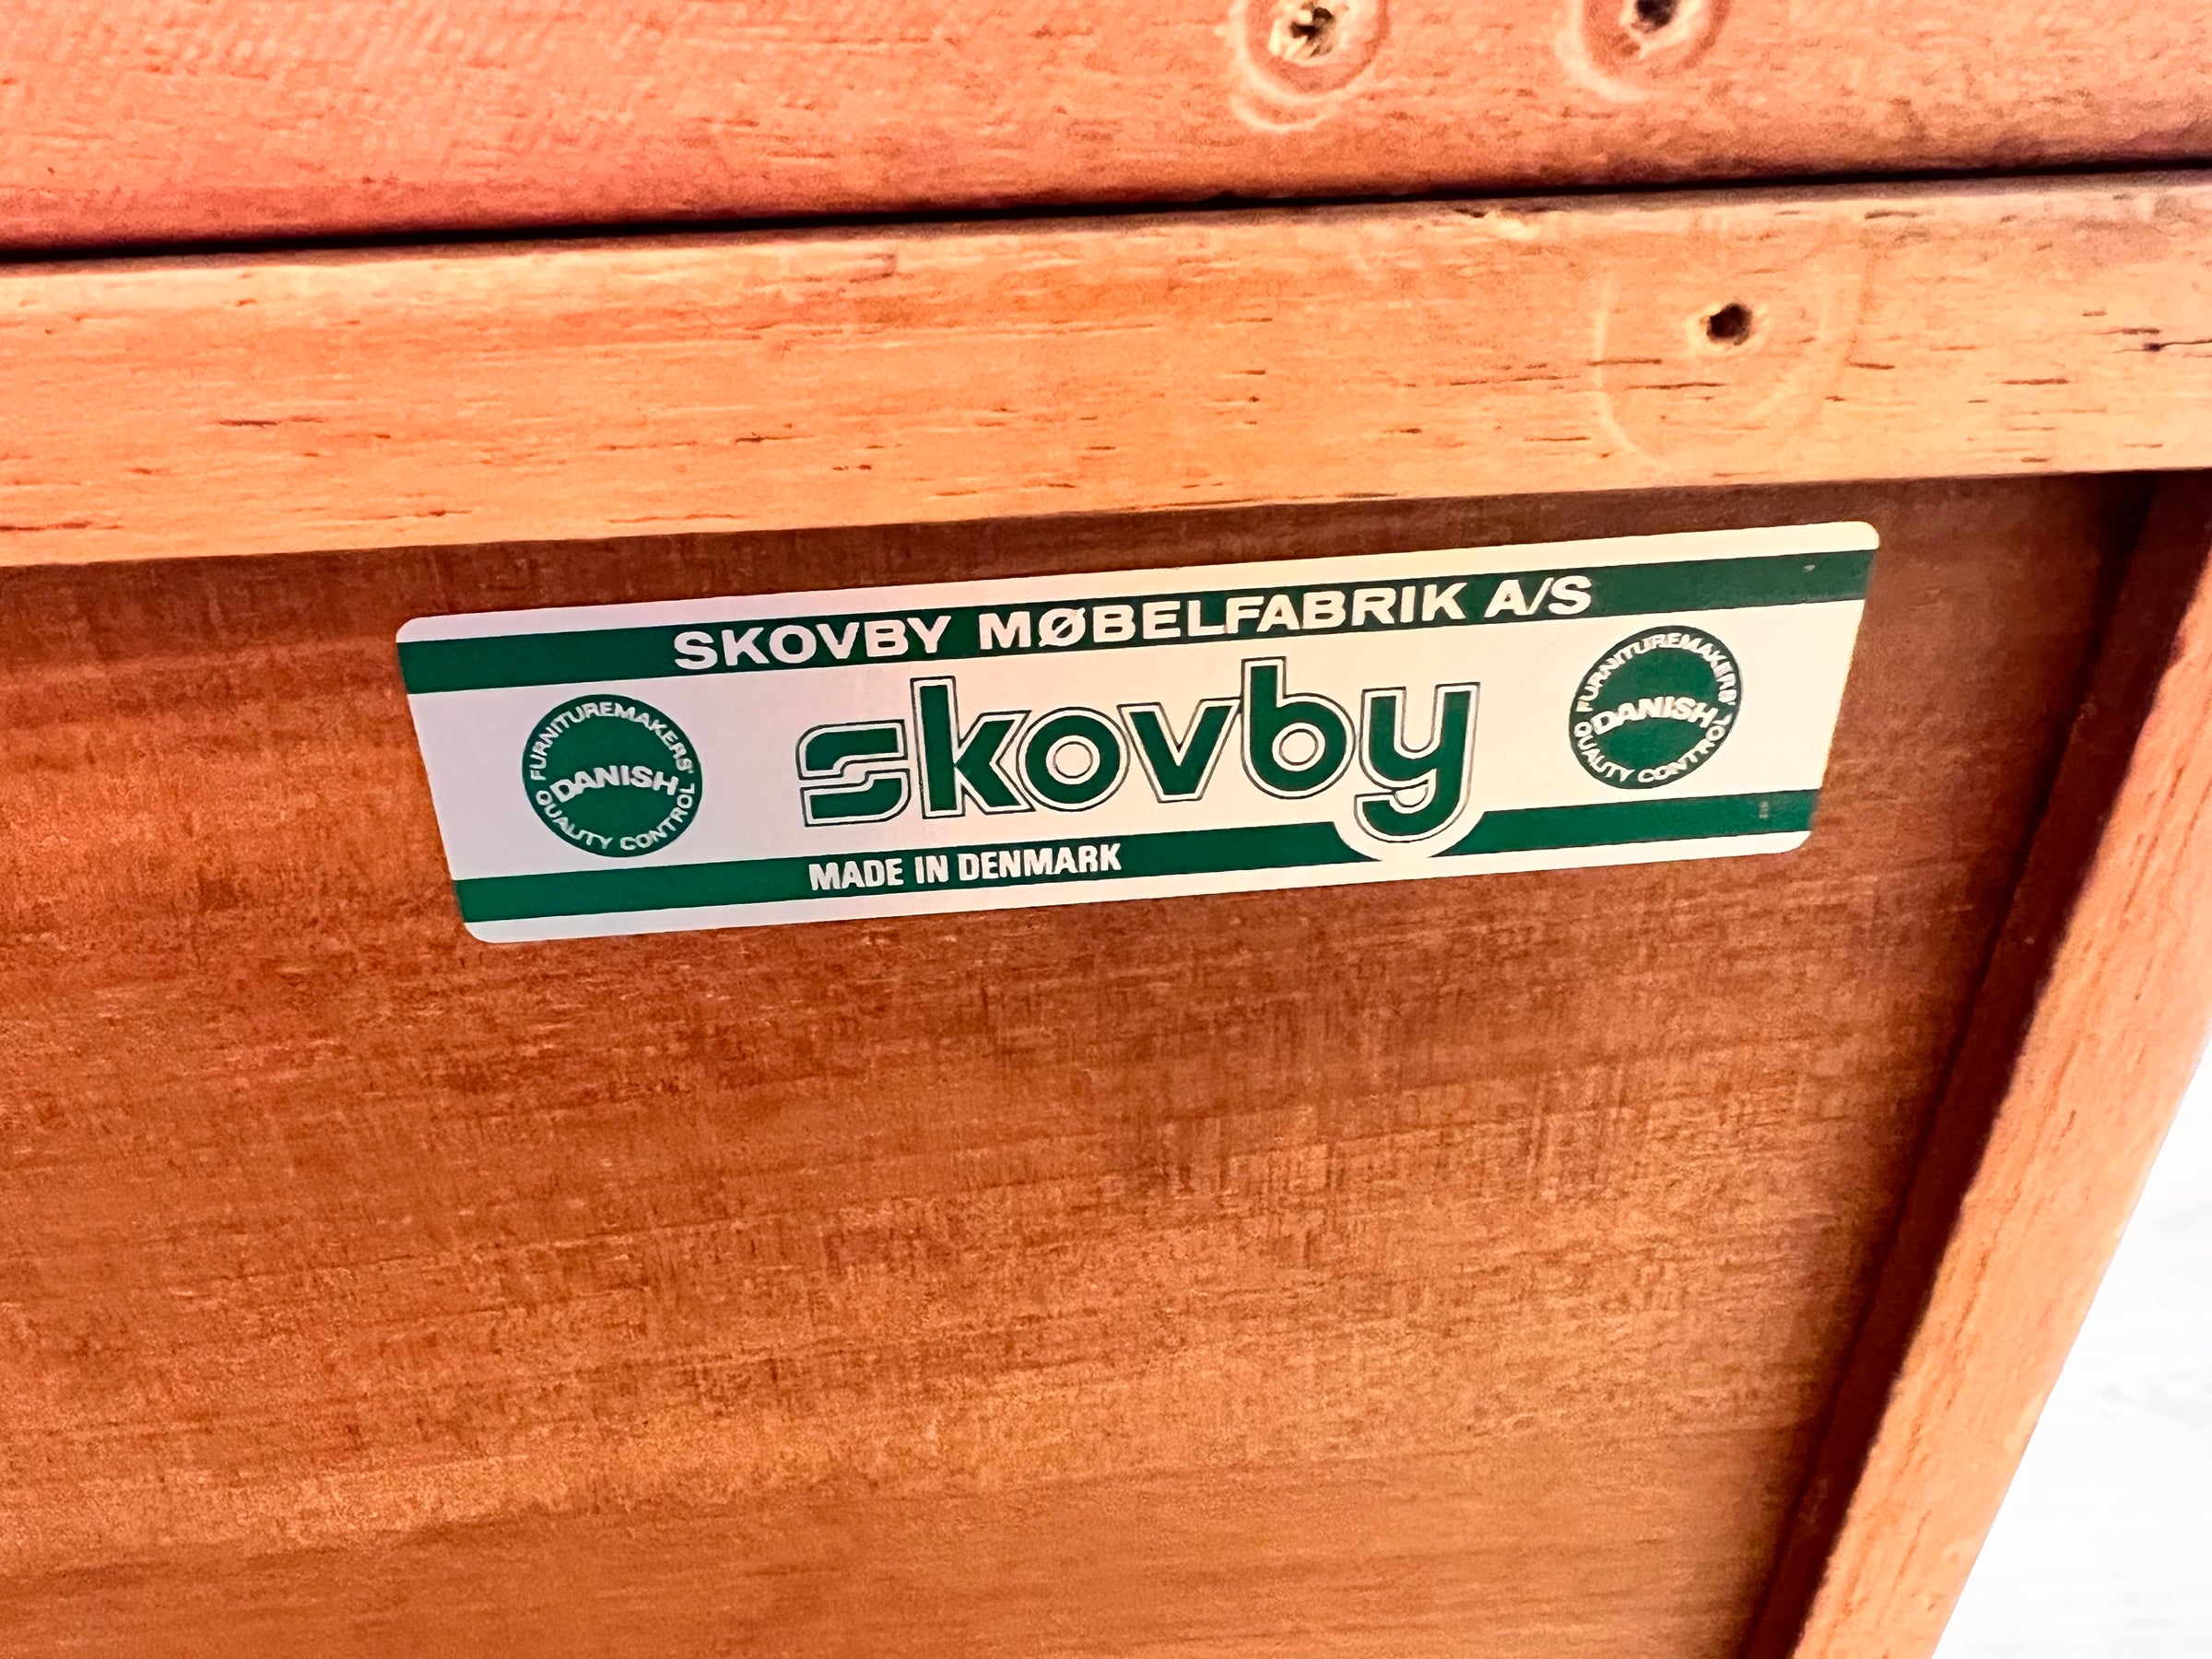 SKOVBY MØBELFABRIK A/S
FURNITUREMAKERS'
DANISH
QUALITY CONTROL
skovby
FURNITUREMAKERS'
DANISH
QUALITY CONTROL
MADE IN DENMARK